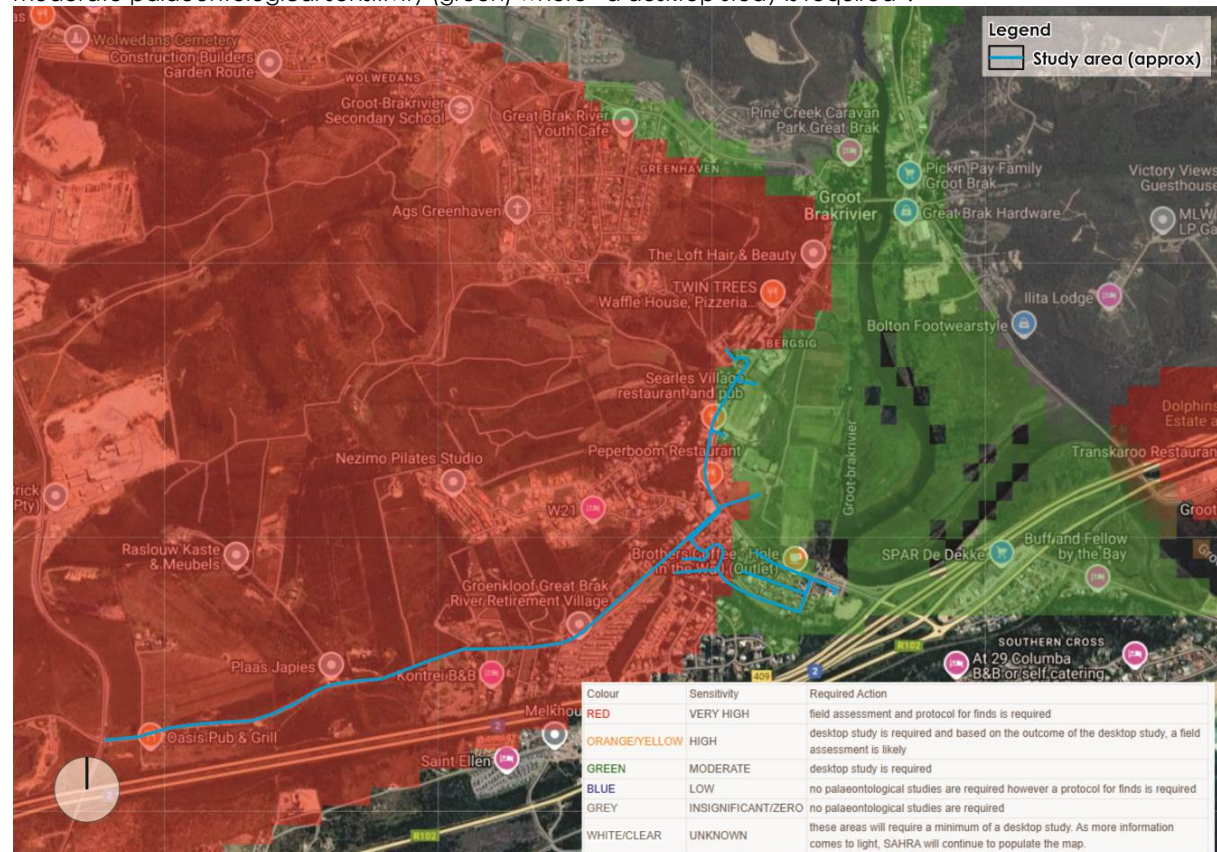 moderate palaeontological sensitivity (green) where "a desktop study is required".
Legend
Study area (approx)
as
Wolwedans Cemetery
Construction Builders
Garden Route
WOLWEDANS
Groot-Brakrivier
Secondary School
Great Brak River
Youth Cafe
Pine Creek Caravan
Park Great Brak
GREENHAVEN
Pick n Pay Family
Groot Brak
Victory Views
Guesthouse
Groot
Brakrivier
Great Brak Hardware
MLW
LP Ga
Ags Greenhaven
The Loft Hair & Beauty
TWIN TREES
Waffle House, Pizzeria...
Ilita Lodge
Bolton Footwearstyle
BERGSIG
Searles Village
restaurant and pub
Dolphins
Estate a
Peperboom Restaurant
Transkaroo Restauran
Nezimo Pilates Studio
Groot-brakrivier
rick
Pty)
W21
Groot
Gro
Raslouw Kaste
& Meubels
Brothers Coffee, Hole
in the Wall (Outlet)
SPAR De Dekke
Buff and Fellow
by the Bay
Groenkloof Great Brak
River Retirement Village
R102
SOUTHERN CROSS
Plaas Japies
Kontrei B&B
409
2
At 29 Columba
B&B or self catering
Melkhou
2
Oasis Pub & Grill
Saint Ellen
2
R102
Colour Sensitivity Required Action
RED VERY HIGH field assessment and protocol for finds is required
ORANGE/YELLOW HIGH desktop study is required and based on the outcome of the desktop study, a field
assessment is likely
GREEN MODERATE desktop study is required
BLUE LOW no palaeontological studies are required however a protocol for finds is required
GREY INSIGNIFICANT/ZERO no palaeontological studies are required
WHITE/CLEAR UNKNOWN these areas will require a minimum of a desktop study. As more information
comes to light, SAHRA will continue to populate the map.